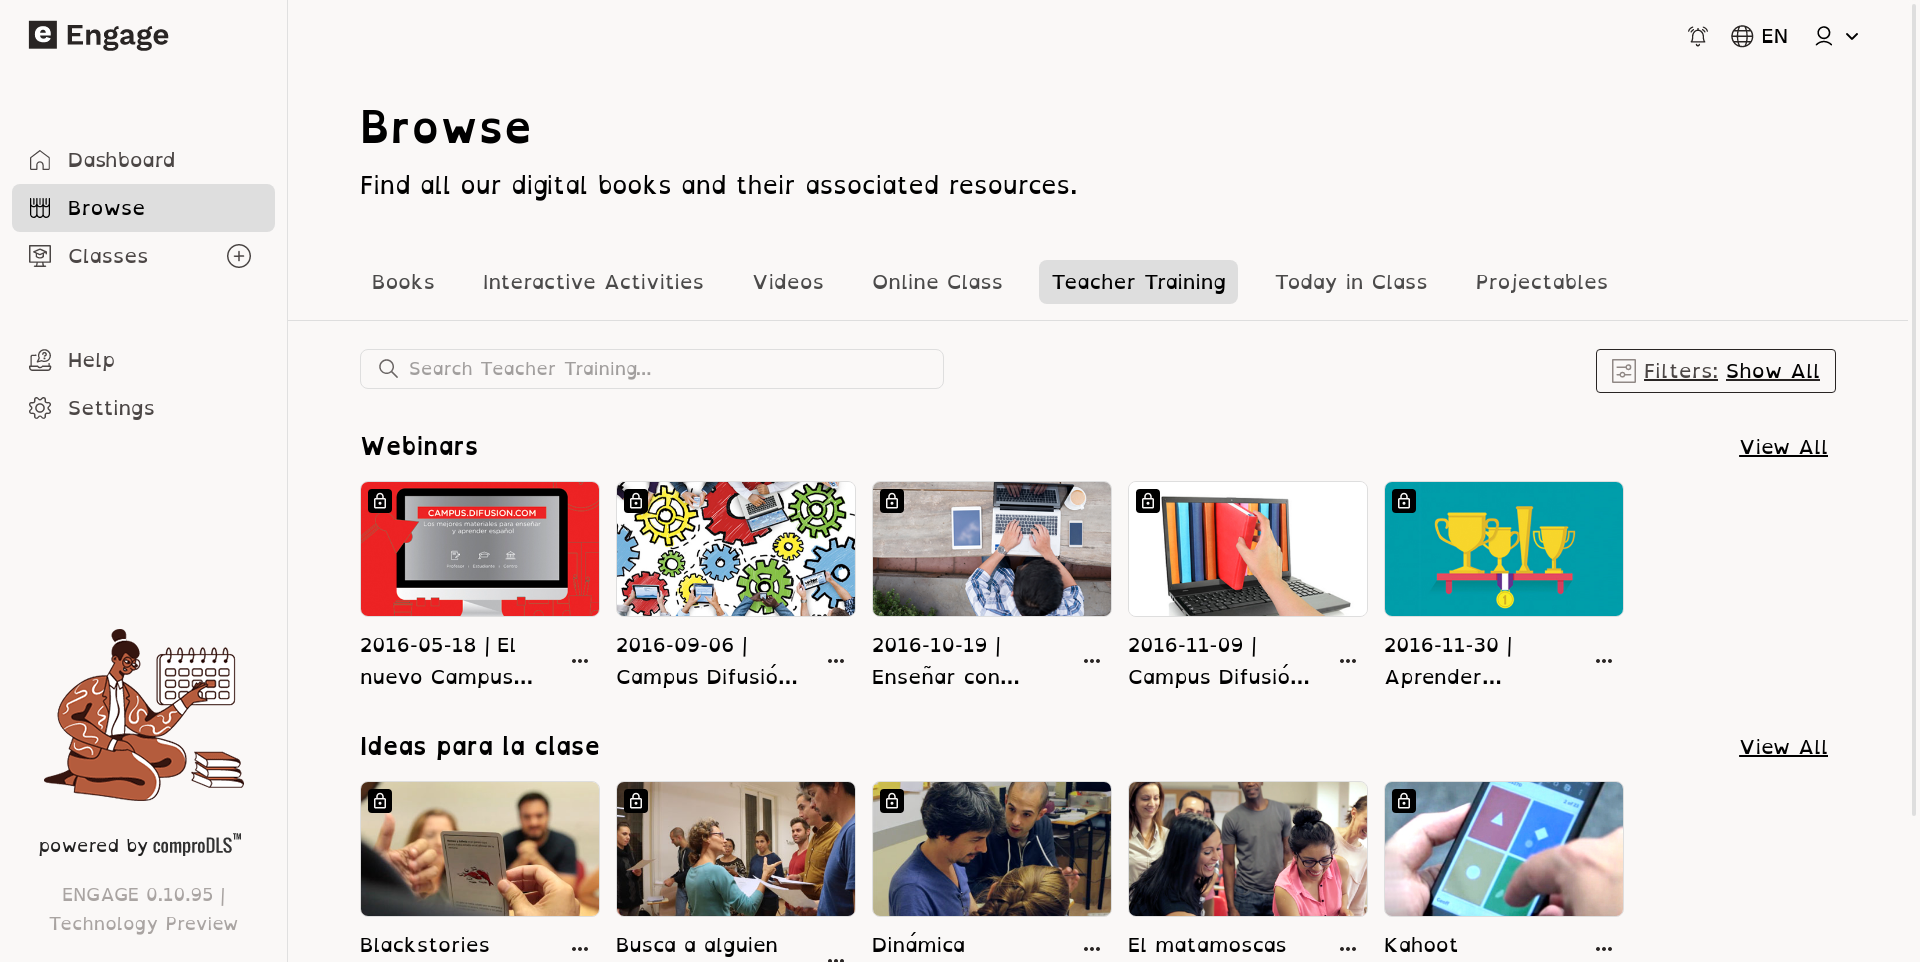 e Engage
EN
Dashboard
Browse
Classes
Help
Settings
powered by comproDLS™
ENGAGE 0.10.95 |
Technology Preview
Browse
Find all our digital books and their associated resources.
Books Interactive Activities Videos Online Class Teacher Training Today in Class Projectables
Search Teacher Training...
Filters: Show All
Webinars
View All
CAMPUS.DIFUSION.COM
Los mejores materiales para enseñar
y aprender español.
Profesor | Estudiante | Centro
1
2016-05-18 | El
nuevo Campus...
2016-09-06 |
Campus Difusió...
2016-10-19 |
Enseñar con...
2016-11-09 |
Campus Difusió...
2016-11-30 |
Aprender...
Ideas para la clase
View All
Blackstories
Busca a alguien
Dinámica
El matamoscas
Kahoot